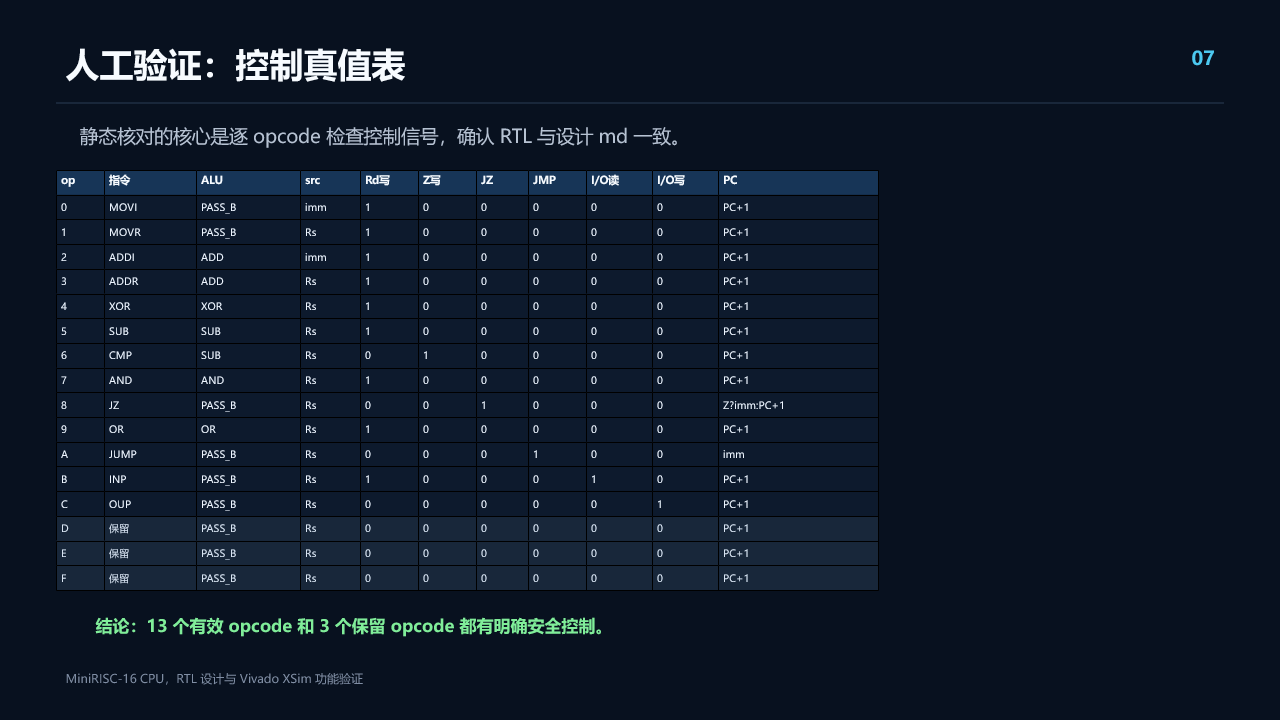 人工验证：控制真值表
07
静态核对的核心是逐 opcode 检查控制信号，确认 RTL 与设计 md 一致。
op 指令 ALU src Rd写 Z写 JZ JMP I/O读 I/O写 PC
0 MOVI PASS_B imm 1 0 0 0 0 0 PC+1
1 MOVR PASS_B Rs 1 0 0 0 0 0 PC+1
2 ADDI ADD imm 1 0 0 0 0 0 PC+1
3 ADDR ADD Rs 1 0 0 0 0 0 PC+1
4 XOR XOR Rs 1 0 0 0 0 0 PC+1
5 SUB SUB Rs 1 0 0 0 0 0 PC+1
6 CMP SUB Rs 0 1 0 0 0 0 PC+1
7 AND AND Rs 1 0 0 0 0 0 PC+1
8 JZ PASS_B Rs 0 0 1 0 0 0 Z?imm:PC+1
9 OR OR Rs 1 0 0 0 0 0 PC+1
A JUMP PASS_B Rs 0 0 0 1 0 0 imm
B INP PASS_B Rs 1 0 0 0 1 0 PC+1
C OUP PASS_B Rs 0 0 0 0 0 1 PC+1
D 保留 PASS_B Rs 0 0 0 0 0 0 PC+1
E 保留 PASS_B Rs 0 0 0 0 0 0 PC+1
F 保留 PASS_B Rs 0 0 0 0 0 0 PC+1
结论：13 个有效 opcode 和 3 个保留 opcode 都有明确安全控制。
MiniRISC-16 CPU，RTL 设计与 Vivado XSim 功能验证